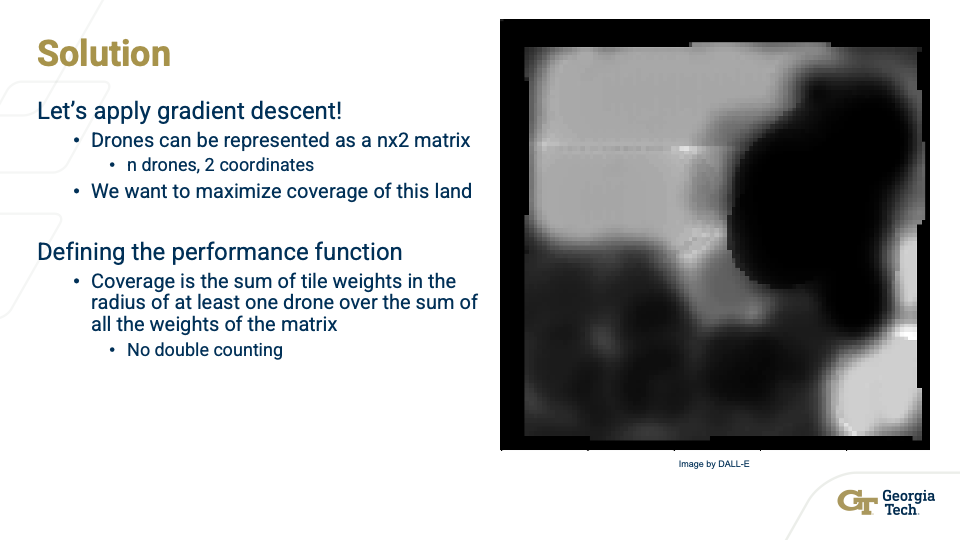 Solution
Let's apply gradient descent!
• Drones can be represented as a nx2 matrix
• n drones, 2 coordinates
• We want to maximize coverage of this land
Defining the performance function
• Coverage is the sum of tile weights in the
radius of at least one drone over the sum of
all the weights of the matrix
• No double counting
Image by DALL-E
GT Georgia
Tech